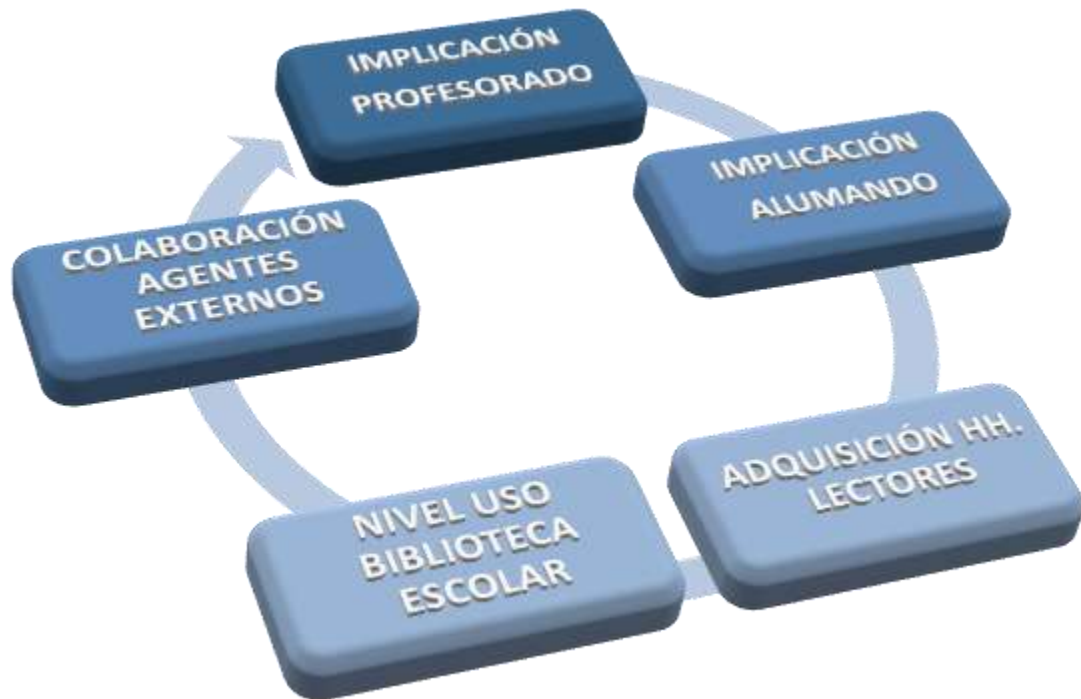 IMPLICACIÓN
PROFESORADO
IMPLICACIÓN
ALUMANDO
ADQUISICIÓN HH.
LECTORES
NIVEL USO
BIBLIOTECA
ESCOLAR
COLABORACIÓN
AGENTES
EXTERNOS